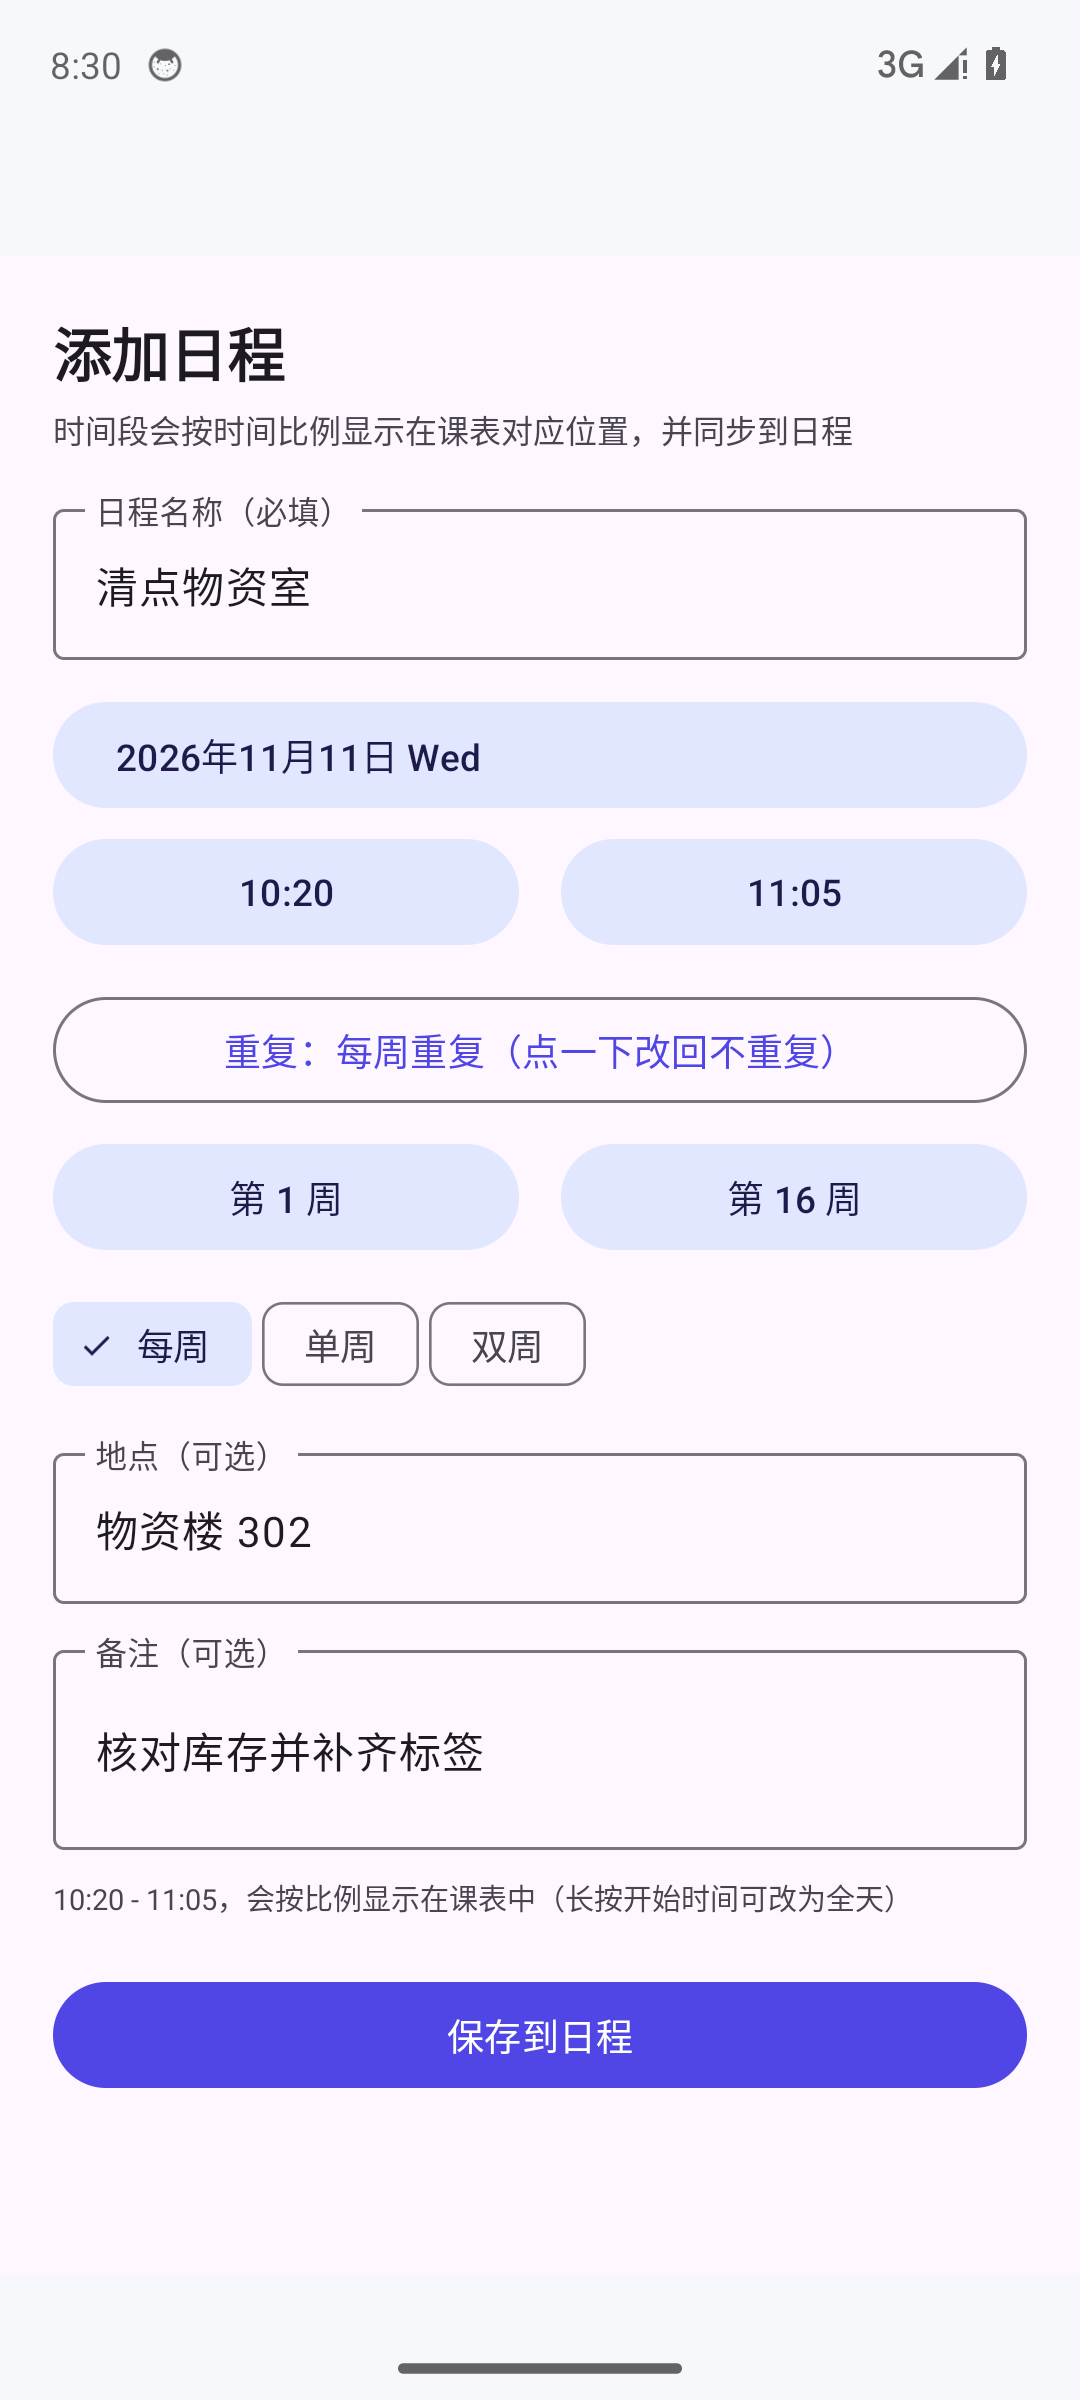 8:30
3G
添加日程
时间段会按时间比例显示在课表对应位置，并同步到日程
日程名称（必填）
清点物资室
2026年11月11日 Wed
10:20
11:05
重复：每周重复（点一下改回不重复）
第 1 周
第 16 周
每周
单周
双周
地点（可选）
物资楼 302
备注（可选）
核对库存并补齐标签
10:20 - 11:05，会按比例显示在课表中（长按开始时间可改为全天）
保存到日程